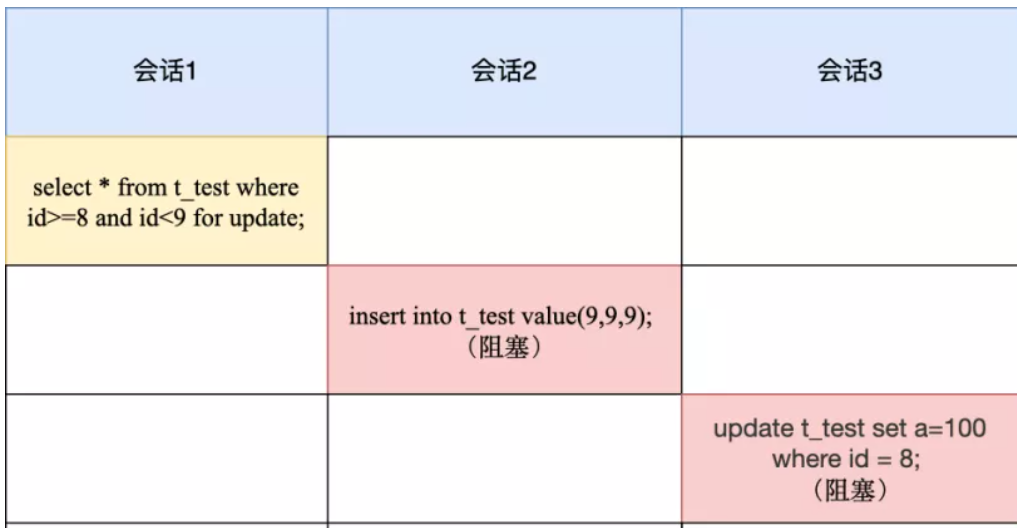 会话1
会话2
会话3
select * from t_test where
id>=8 and id<9 for update;
insert into t_test value(9,9,9);
（阻塞）
update t_test set a=100
where id = 8;
（阻塞）